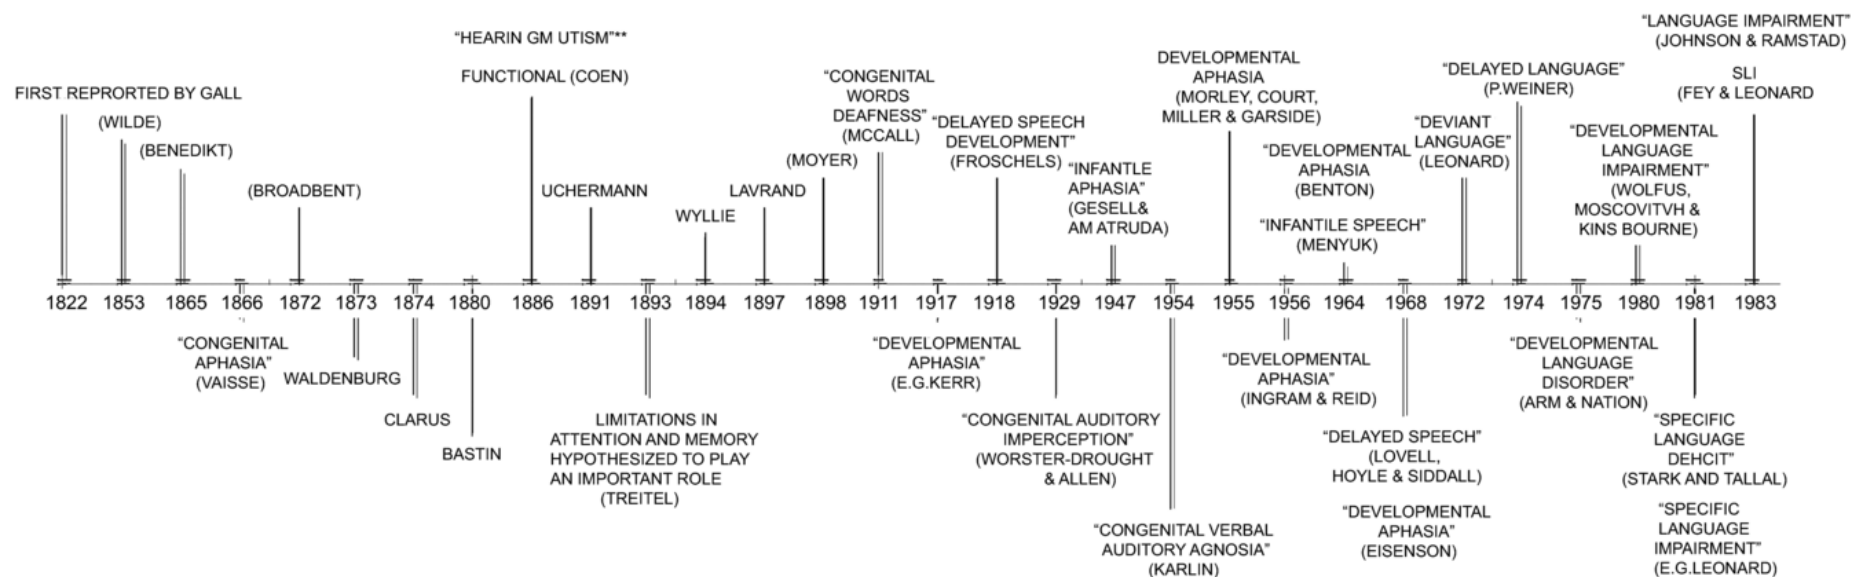 FIRST REPRORTED BY GALL
(WILDE)
(BENEDIKT)
(BROADBENT)
“HEARIN GM UTISM”**
FUNCTIONAL (COEN)
UCHERMANN
WYLLIE
LAVRAND
(MOYER)
“CONGENITAL
WORDS
DEAFNESS”
(MCCALL)
“DELAYED SPEECH
DEVELOPMENT”
(FROSCHELS)
“INFANTLE
APHASIA”
(GESELL&
AM ATRUDA)
DEVELOPMENTAL
APHASIA
(MORLEY, COURT,
MILLER & GARSIDE)
“DEVELOPMENTAL
APHASIA
(BENTON)
“INFANTILE SPEECH”
(MENYUK)
“DEVIANT
LANGUAGE”
(LEONARD)
“DELAYED LANGUAGE”
(P.WEINER)
“DEVELOPMENTAL
LANGUAGE
IMPAIRMENT”
(WOLFUS,
MOSCOVITVH &
KINS BOURNE)
“LANGUAGE IMPAIRMENT”
(JOHNSON & RAMSTAD)
SLI
(FEY & LEONARD
1822 1853 1865 1866 1872 1873 1874 1880 1886 1891 1893 1894 1897 1898 1911 1917 1918 1929 1947 1954 1955 1956 1964 1968 1972 1974 1975 1980 1981 1983
“CONGENITAL
APHASIA”
(VAISSE)
WALDENBURG
CLARUS
BASTIN
LIMITATIONS IN
ATTENTION AND MEMORY
HYPOTHESIZED TO PLAY
AN IMPORTANT ROLE
(TREITEL)
“DEVELOPMENTAL
APHASIA”
(E.G.KERR)
“CONGENITAL AUDITORY
IMPERCEPTION”
(WORSTER-DROUGHT
& ALLEN)
“CONGENITAL VERBAL
AUDITORY AGNOSIA”
(KARLIN)
“DEVELOPMENTAL
APHASIA”
(INGRAM & REID)
“DELAYED SPEECH”
(LOVELL,
HOYLE & SIDDALL)
“DEVELOPMENTAL
APHASIA”
(EISENSON)
“DEVELOPMENTAL
LANGUAGE
DISORDER”
(ARM & NATION)
“SPECIFIC
LANGUAGE
DEHCIT”
(STARK AND TALLAL)
“SPECIFIC
LANGUAGE
IMPAIRMENT”
(E.G.LEONARD)